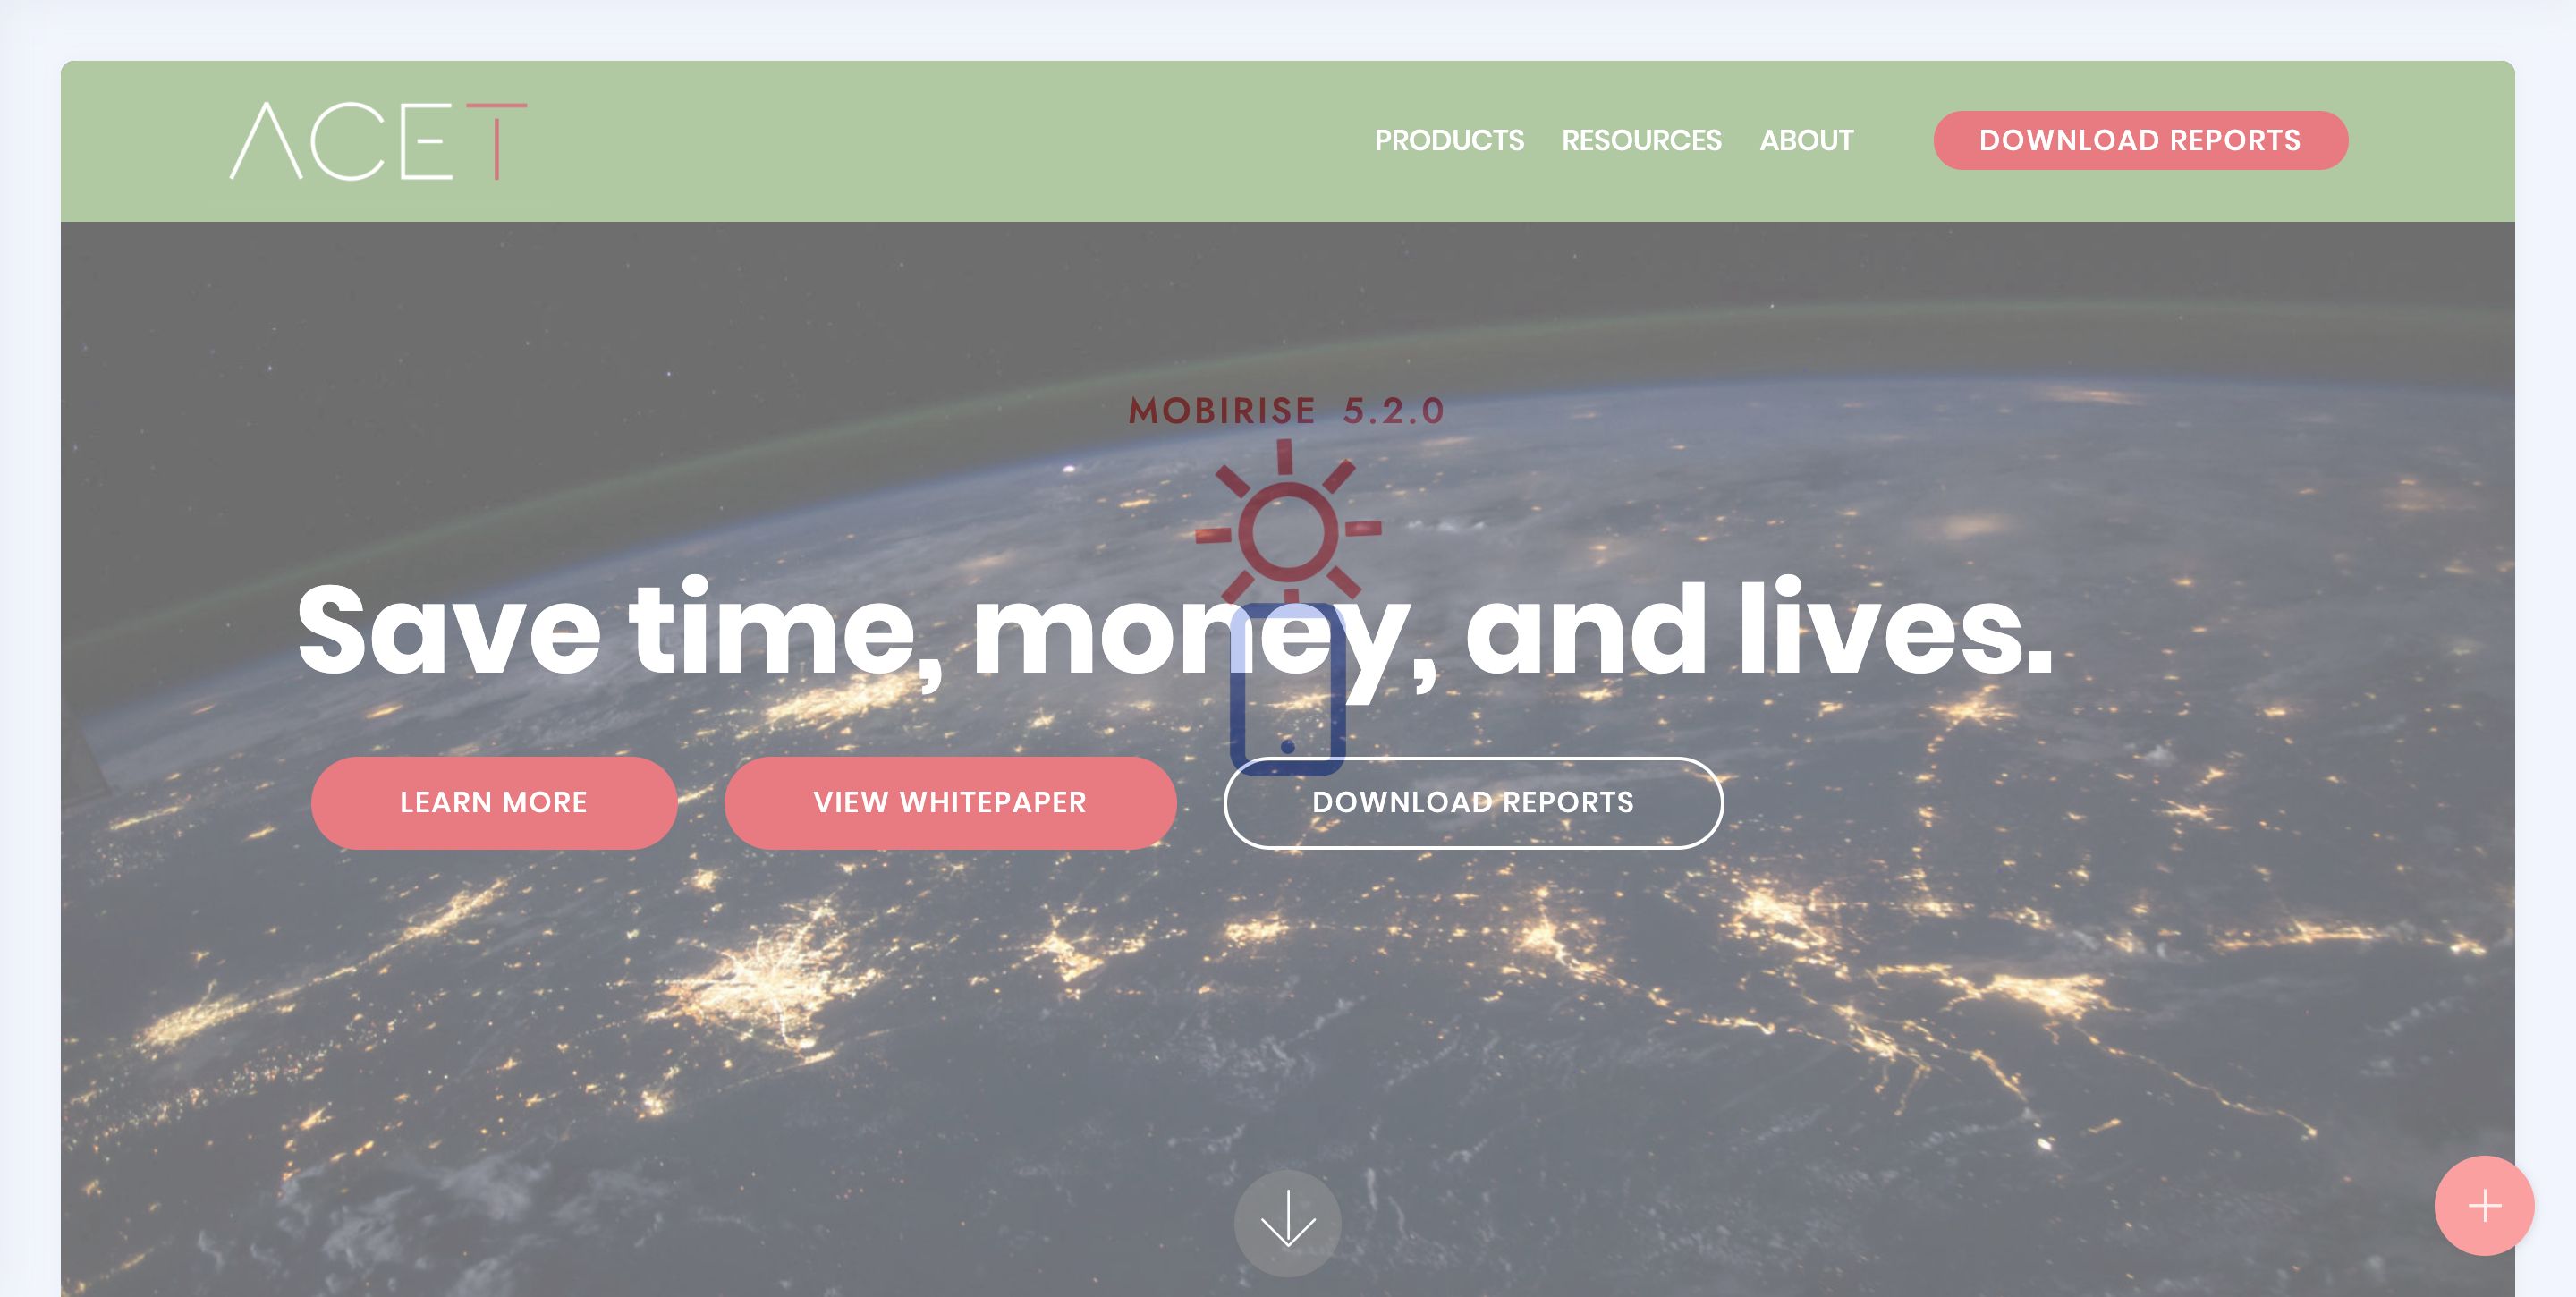 ACET
PRODUCTS RESOURCES ABOUT DOWNLOAD REPORTS
MOBIRISE 5.2.0
Save time, money, and lives.
LEARN MORE VIEW WHITEPAPER DOWNLOAD REPORTS